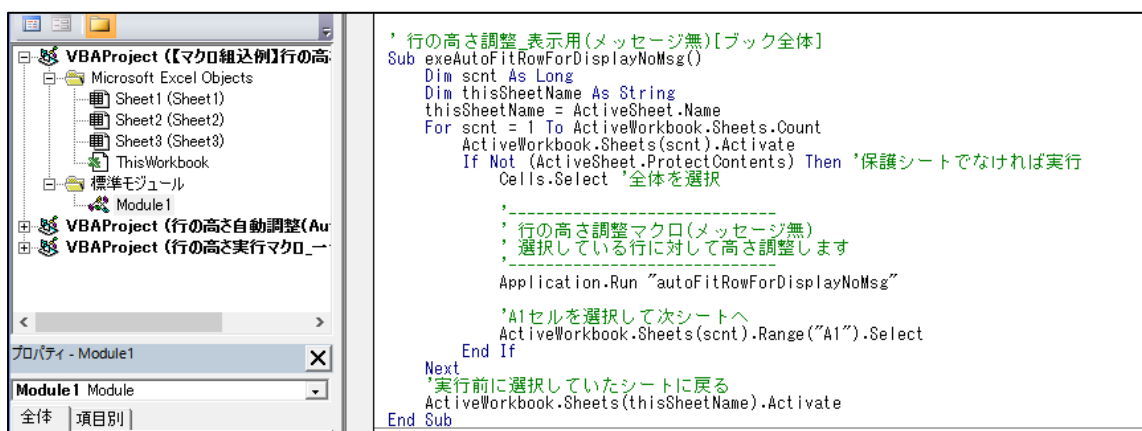 VBAProject (【マクロ組込例】行の高
Microsoft Excel Objects
Sheet1 (Sheet1)
Sheet2 (Sheet2)
Sheet3 (Sheet3)
ThisWorkbook
標準モジュール
Module1
VBAProject (行の高さ自動調整(Au
VBAProject (行の高さ実行マクロ_一
プロパティ - Module1
Module1 Module
全体
項目別
' 行の高さ調整_表示用(メッセージ無)[ブック全体]
Sub exeAutoFitRowForDisplayNoMsg()
    Dim scnt As Long
    Dim thisSheetName As String
    thisSheetName = ActiveSheet.Name
    For scnt = 1 To ActiveWorkbook.Sheets.Count
        ActiveWorkbook.Sheets(scnt).Activate
        If Not (ActiveSheet.ProtectContents) Then '保護シートでなければ実行
            Cells.Select '全体を選択
            '-----------------------------
            ' 行の高さ調整マクロ(メッセージ無)
            ' 選択している行に対して高さ調整します
            '-----------------------------
            Application.Run "autoFitRowForDisplayNoMsg"
            'A1セルを選択して次シートへ
            ActiveWorkbook.Sheets(scnt).Range("A1").Select
        End If
    Next
    '実行前に選択していたシートに戻る
    ActiveWorkbook.Sheets(thisSheetName).Activate
End Sub